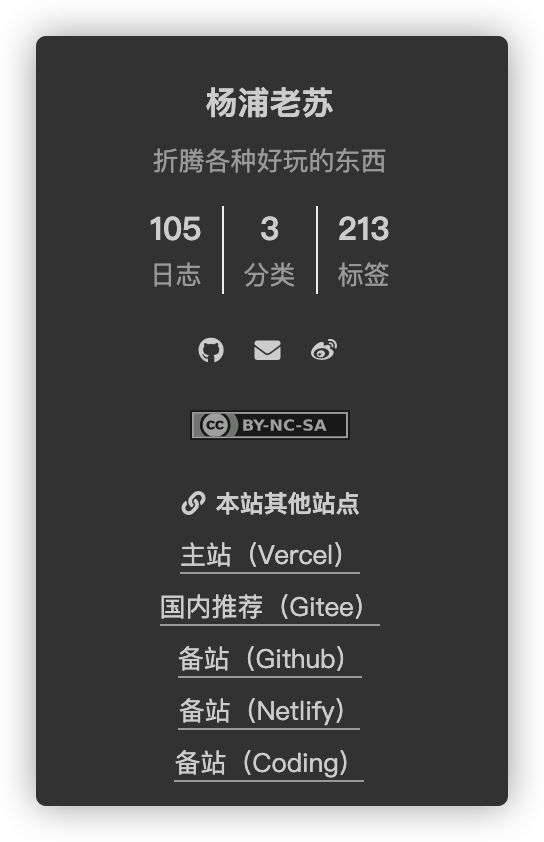 杨浦老苏
折腾各种好玩的东西
105 3 213
日志 分类 标签
cc BY-NC-SA
本站其他站点
主站（Vercel）
国内推荐（Gitee）
备站（Github）
备站（Netlify）
备站（Coding）